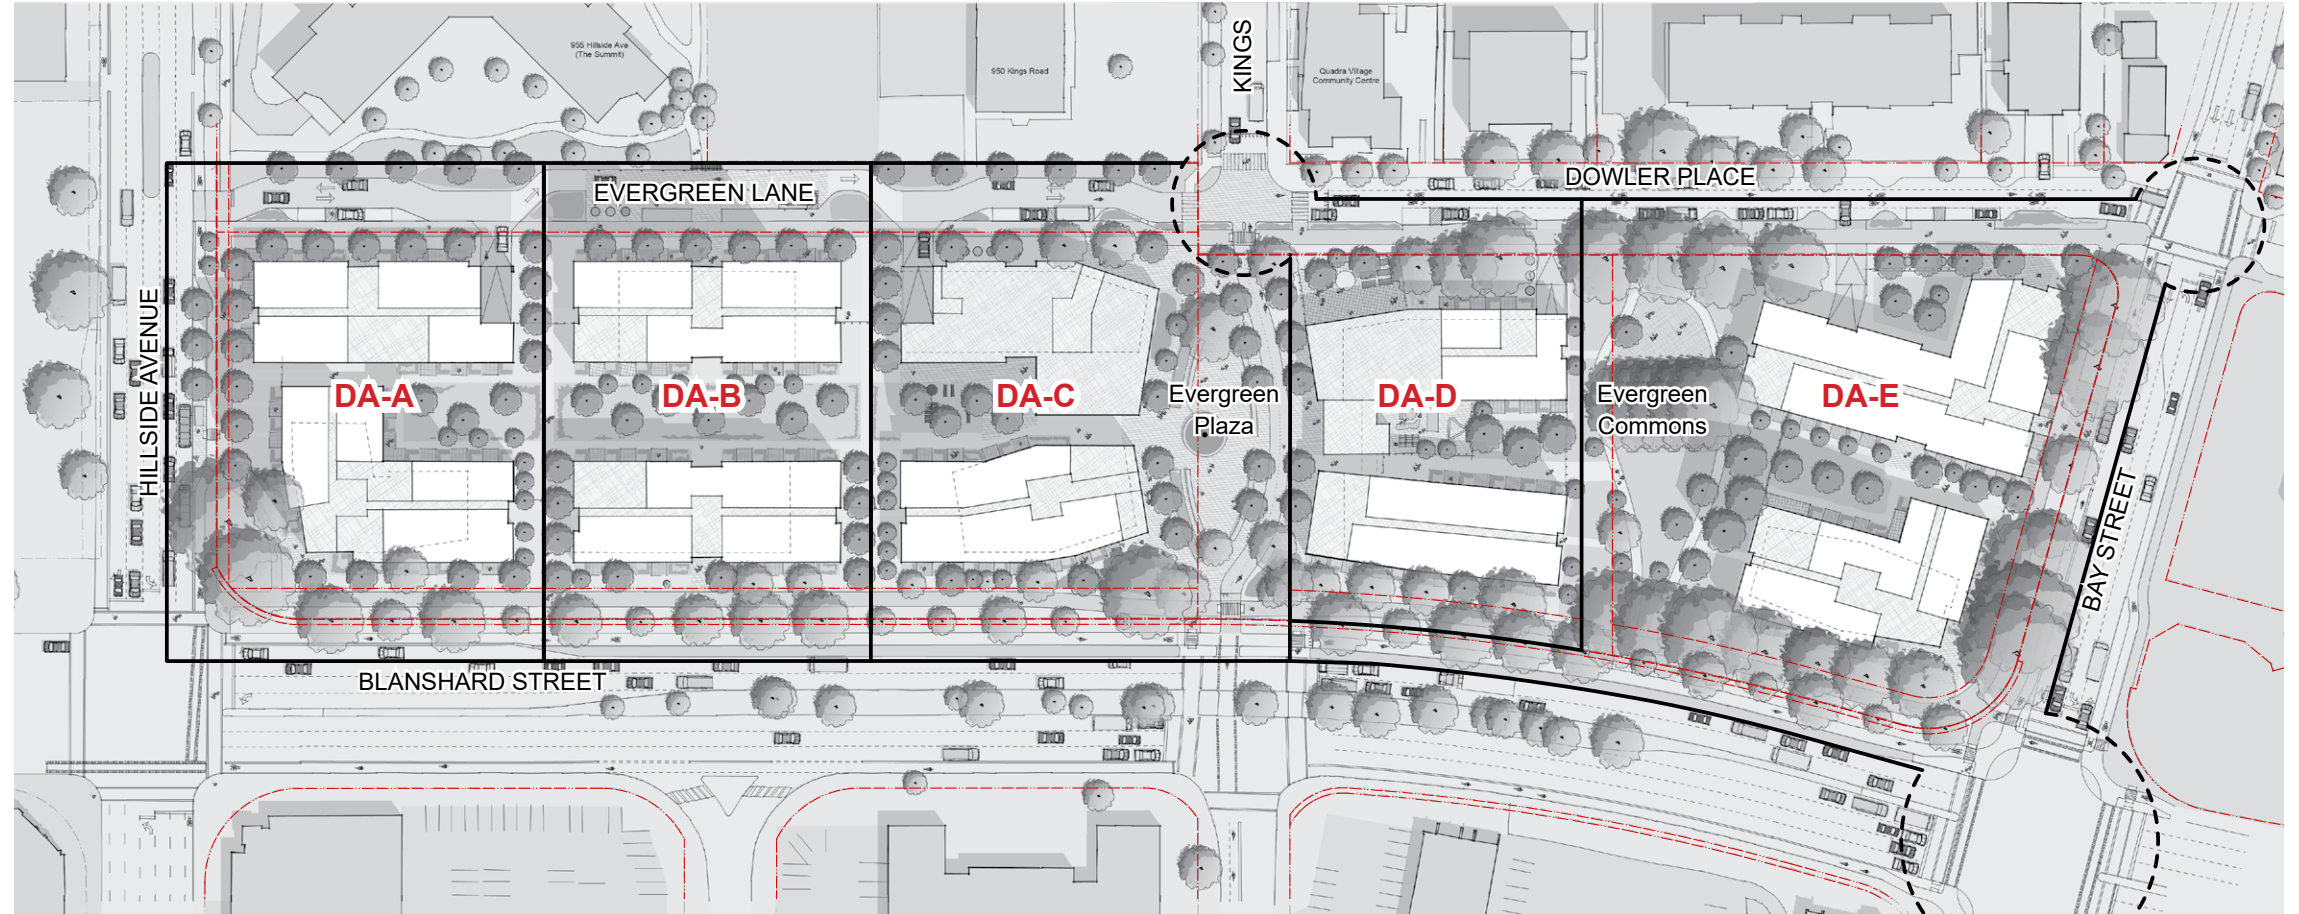 955 Hillside Ave
(The Summit)
950 Kings Road
KINGS
Quadra Village
Community Centre
EVERGREEN LANE
DOWLER PLACE
HILLSIDE AVENUE
DA-A
DA-B
DA-C
Evergreen
Plaza
DA-D
Evergreen
Commons
DA-E
BAY STREET
BLANSHARD STREET